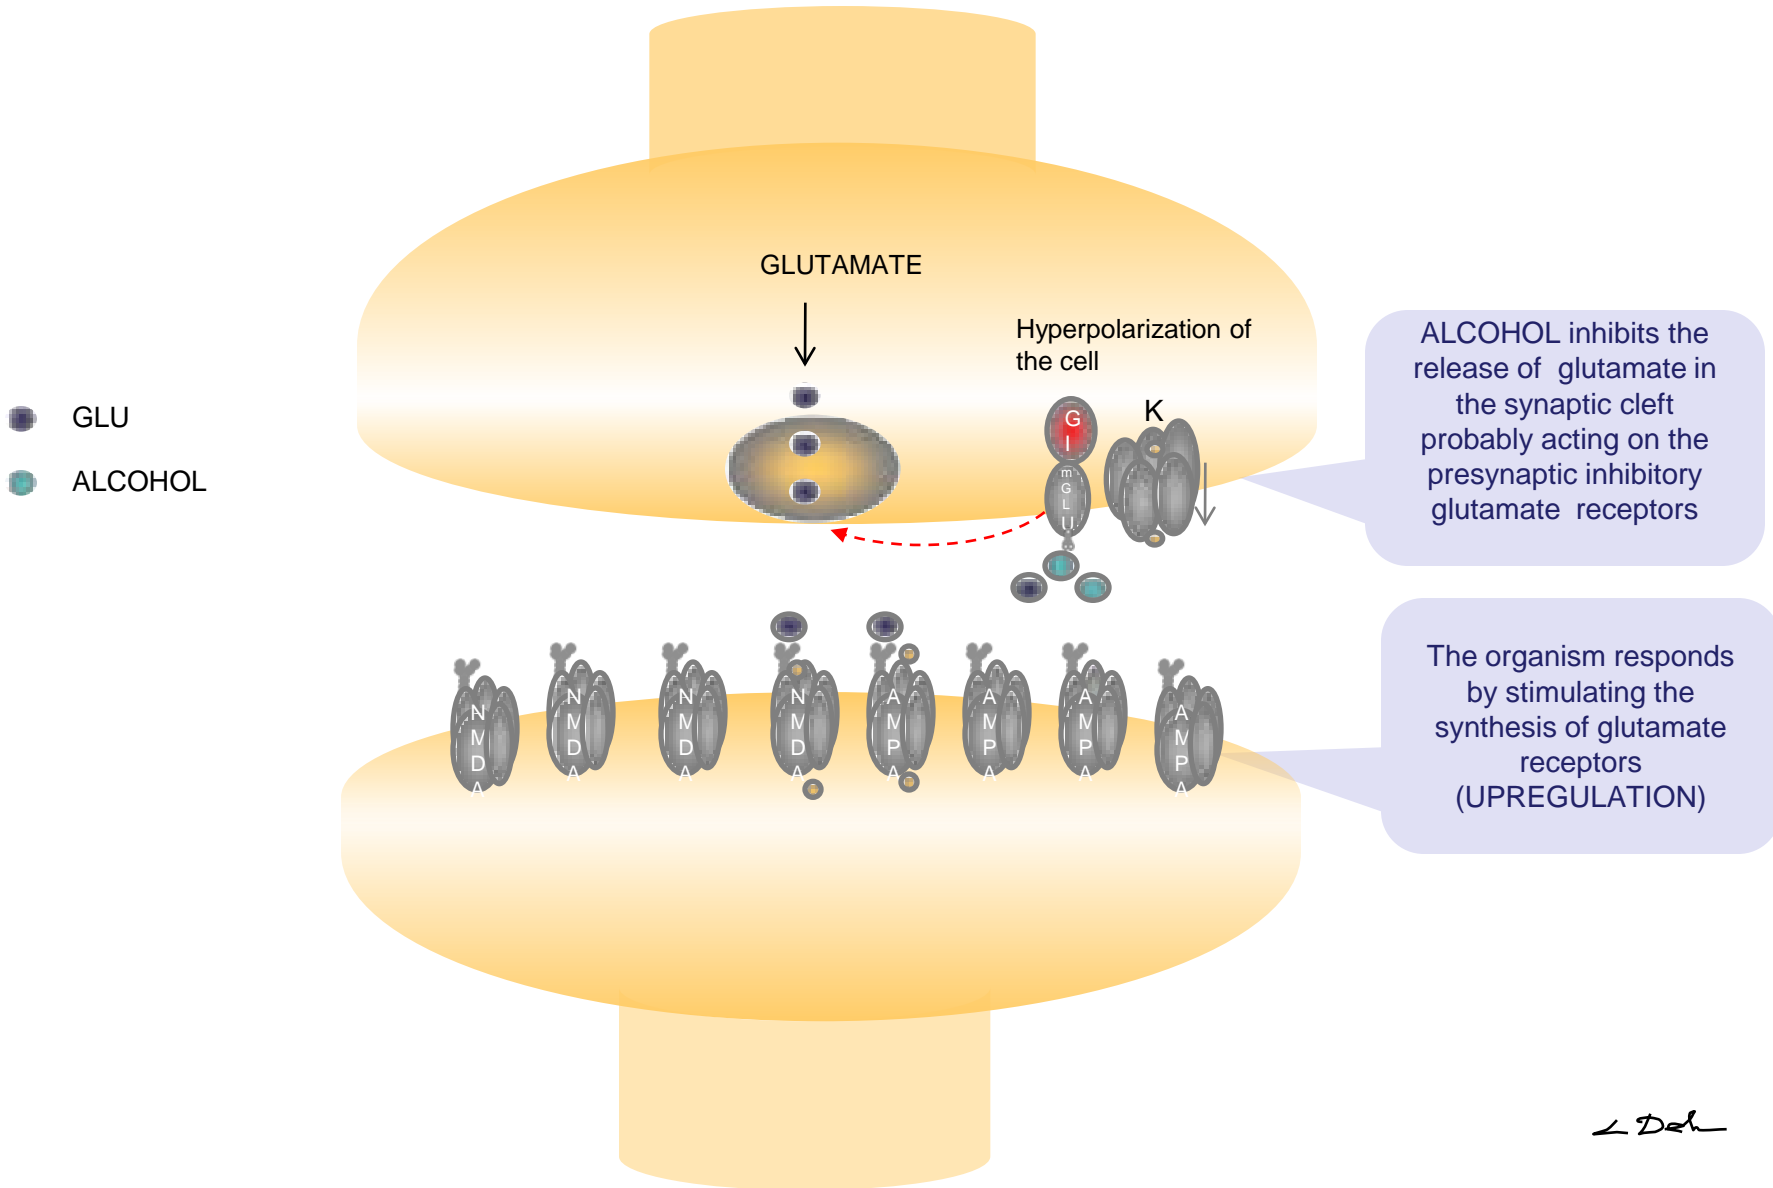 GLUTAMATE
Hyperpolarization of
the cell
K
GI
mGLU
GLU
ALCOHOL
ALCOHOL inhibits the
release of glutamate in
the synaptic cleft
probably acting on the
presynaptic inhibitory
glutamate receptors
NMDA
NMDA
NMDA
NMDA
AMPA
AMPA
AMPA
AMPA
The organism responds
by stimulating the
synthesis of glutamate
receptors
(UPREGULATION)